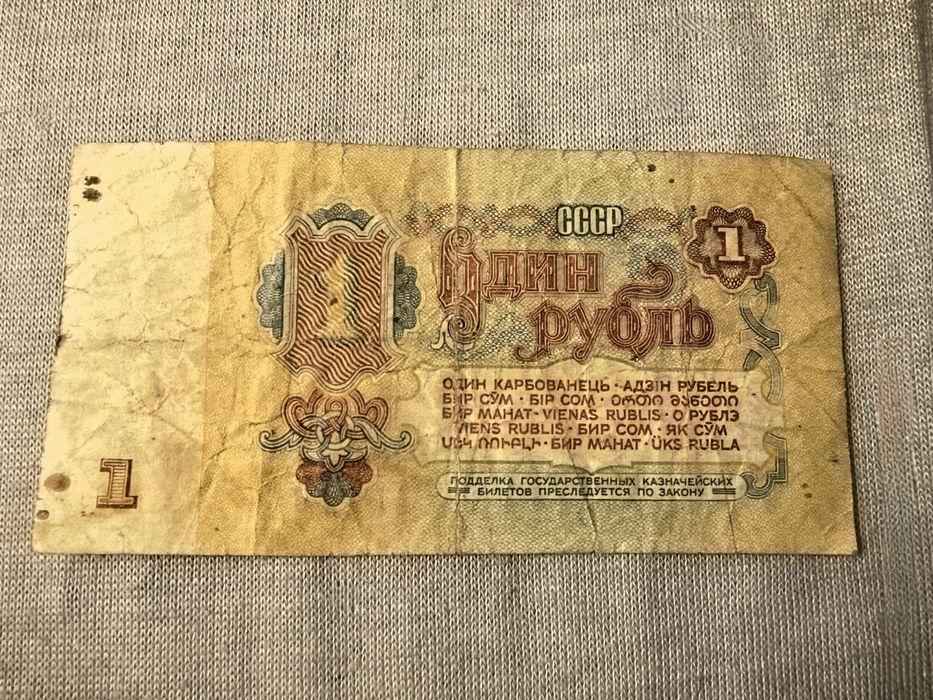 СССР
1
1
Один
рубль
ОДИН КАРБОВАНЕЦЬ · АДЗІН РУБЕЛЬ
БИР СЎМ · БІР СОМ · ᲝᲠᲗᲘ ᲛᲐᲜᲔᲗᲘ
БИР МАНАТ · VIENAS RUBLIS · О РУБЛЭ
VIENS RUBLIS · БИР СОМ · ЯК СЎМ
ՄԵԿ ՌՈՒԲԼԻ · БИР МАНАТ · ÜKS RUBLA
ПОДДЕЛКА ГОСУДАРСТВЕННЫХ КАЗНАЧЕЙСКИХ
БИЛЕТОВ ПРЕСЛЕДУЕТСЯ ПО ЗАКОНУ
1